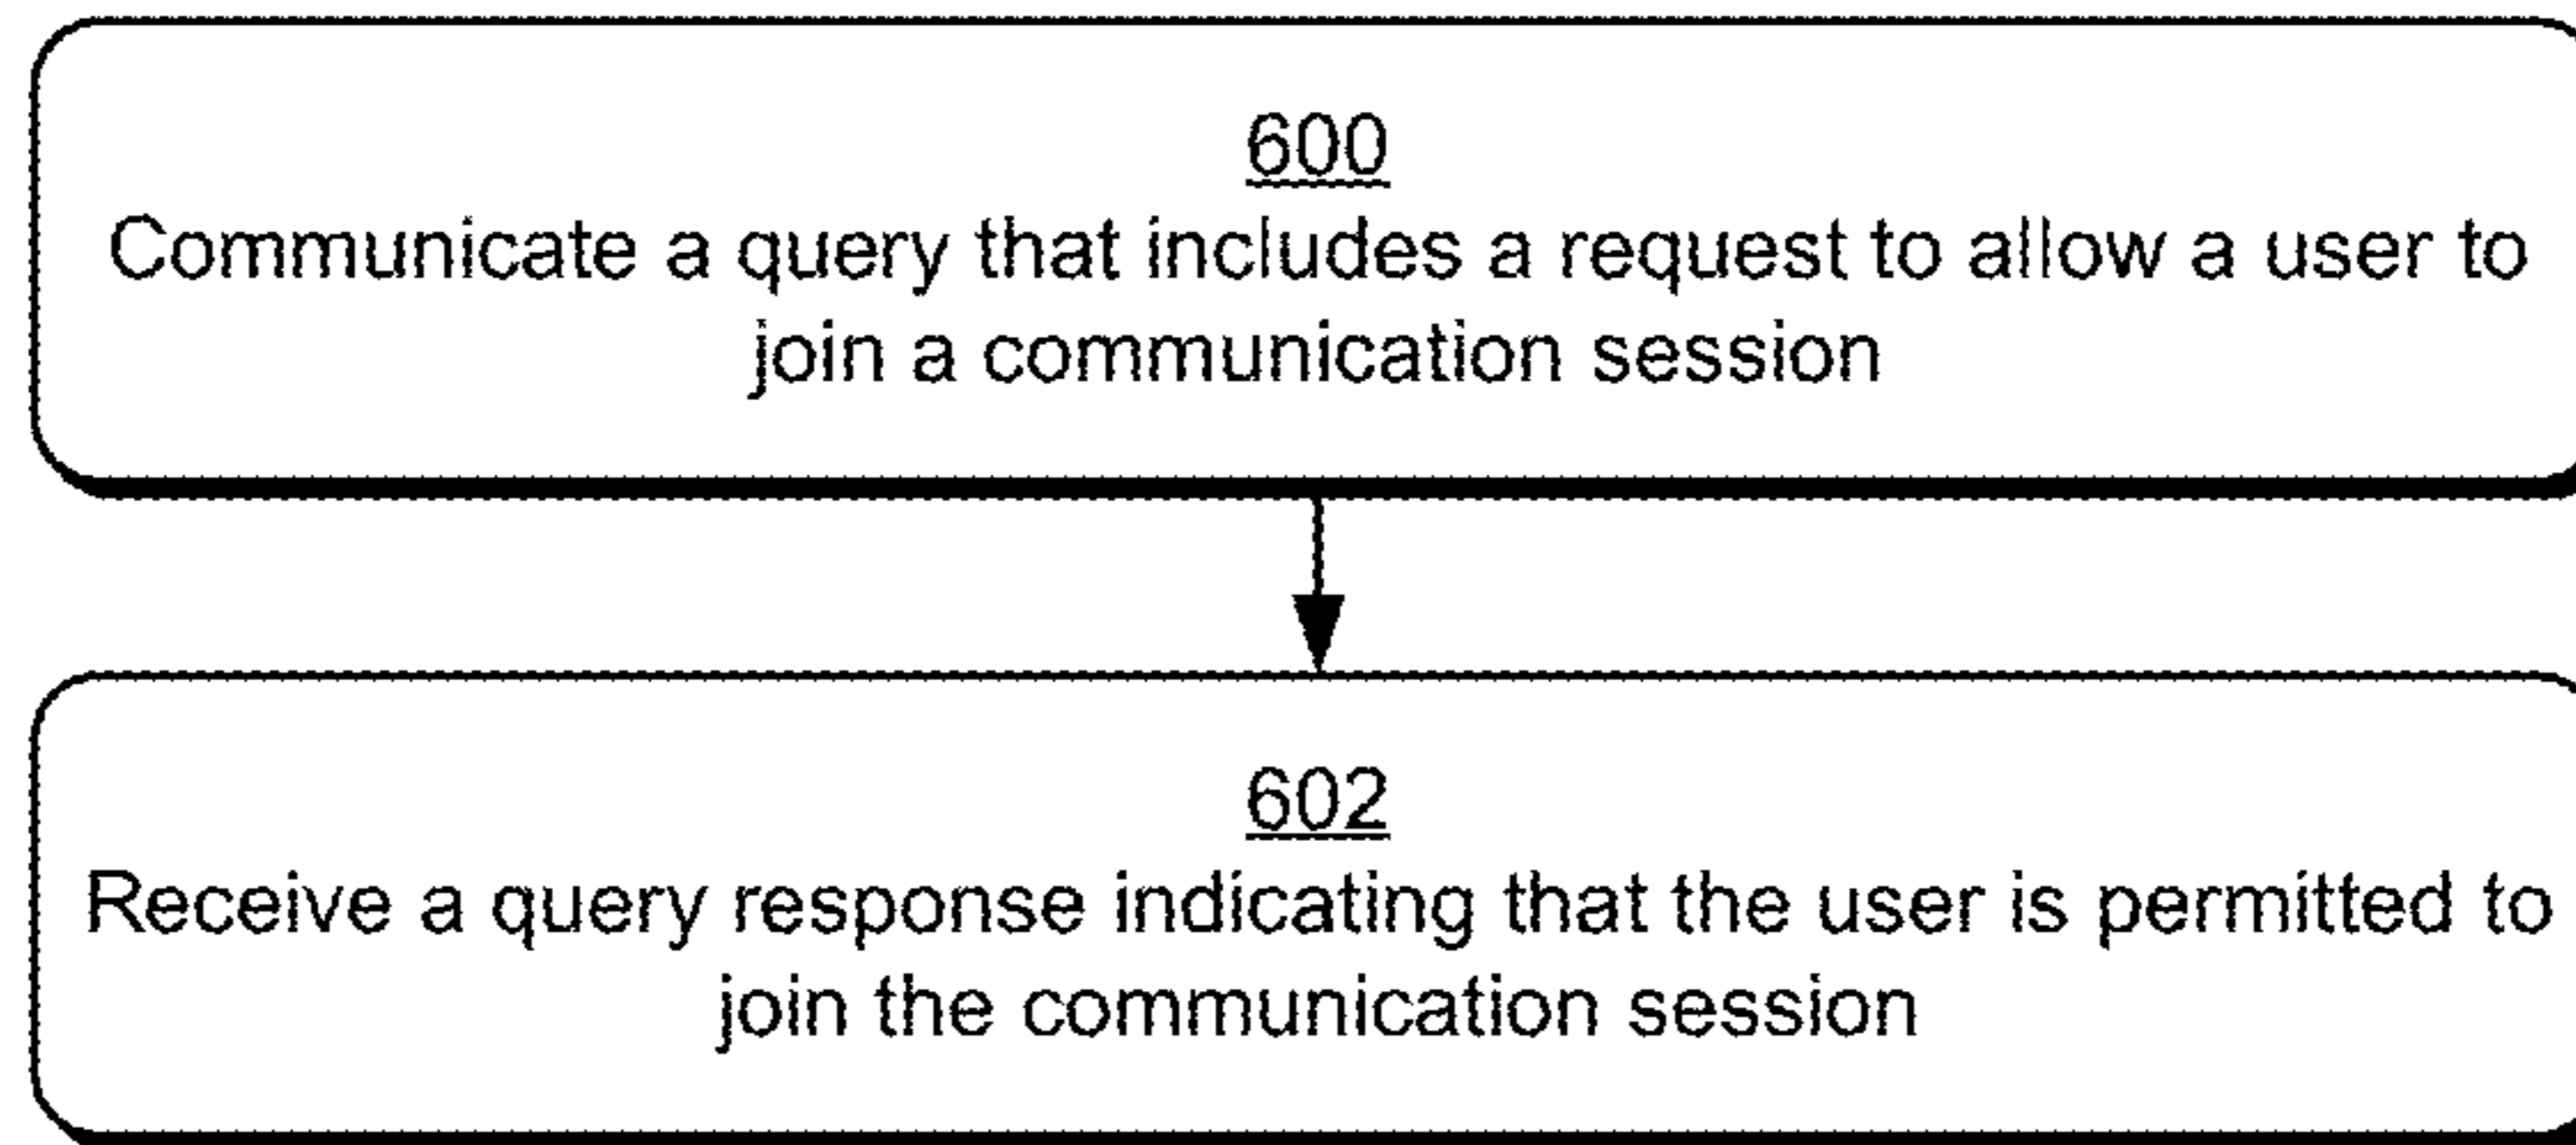 600
Communicate a query that includes a request to allow a user to
join a communication session
602
Receive a query response indicating that the user is permitted to
join the communication session